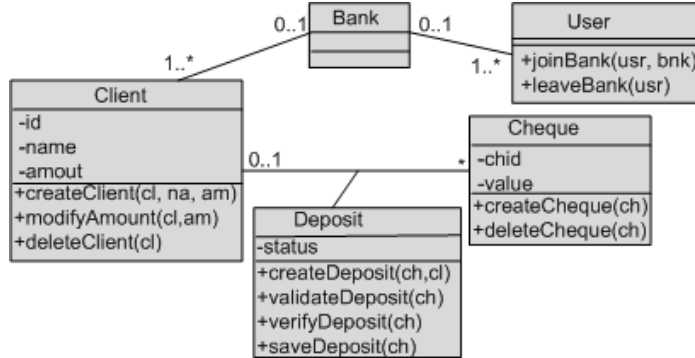 Bank
0..1
0..1
User
+joinBank(usr, bnk)
+leaveBank(usr)
1..*
1..*
Client
-id
-name
-amout
+createClient(cl, na, am)
+modifyAmount(cl,am)
+deleteClient(cl)
0..1
*
Cheque
-chid
-value
+createCheque(ch)
+deleteCheque(ch)
Deposit
-status
+createDeposit(ch,cl)
+validateDeposit(ch)
+verifyDeposit(ch)
+saveDeposit(ch)